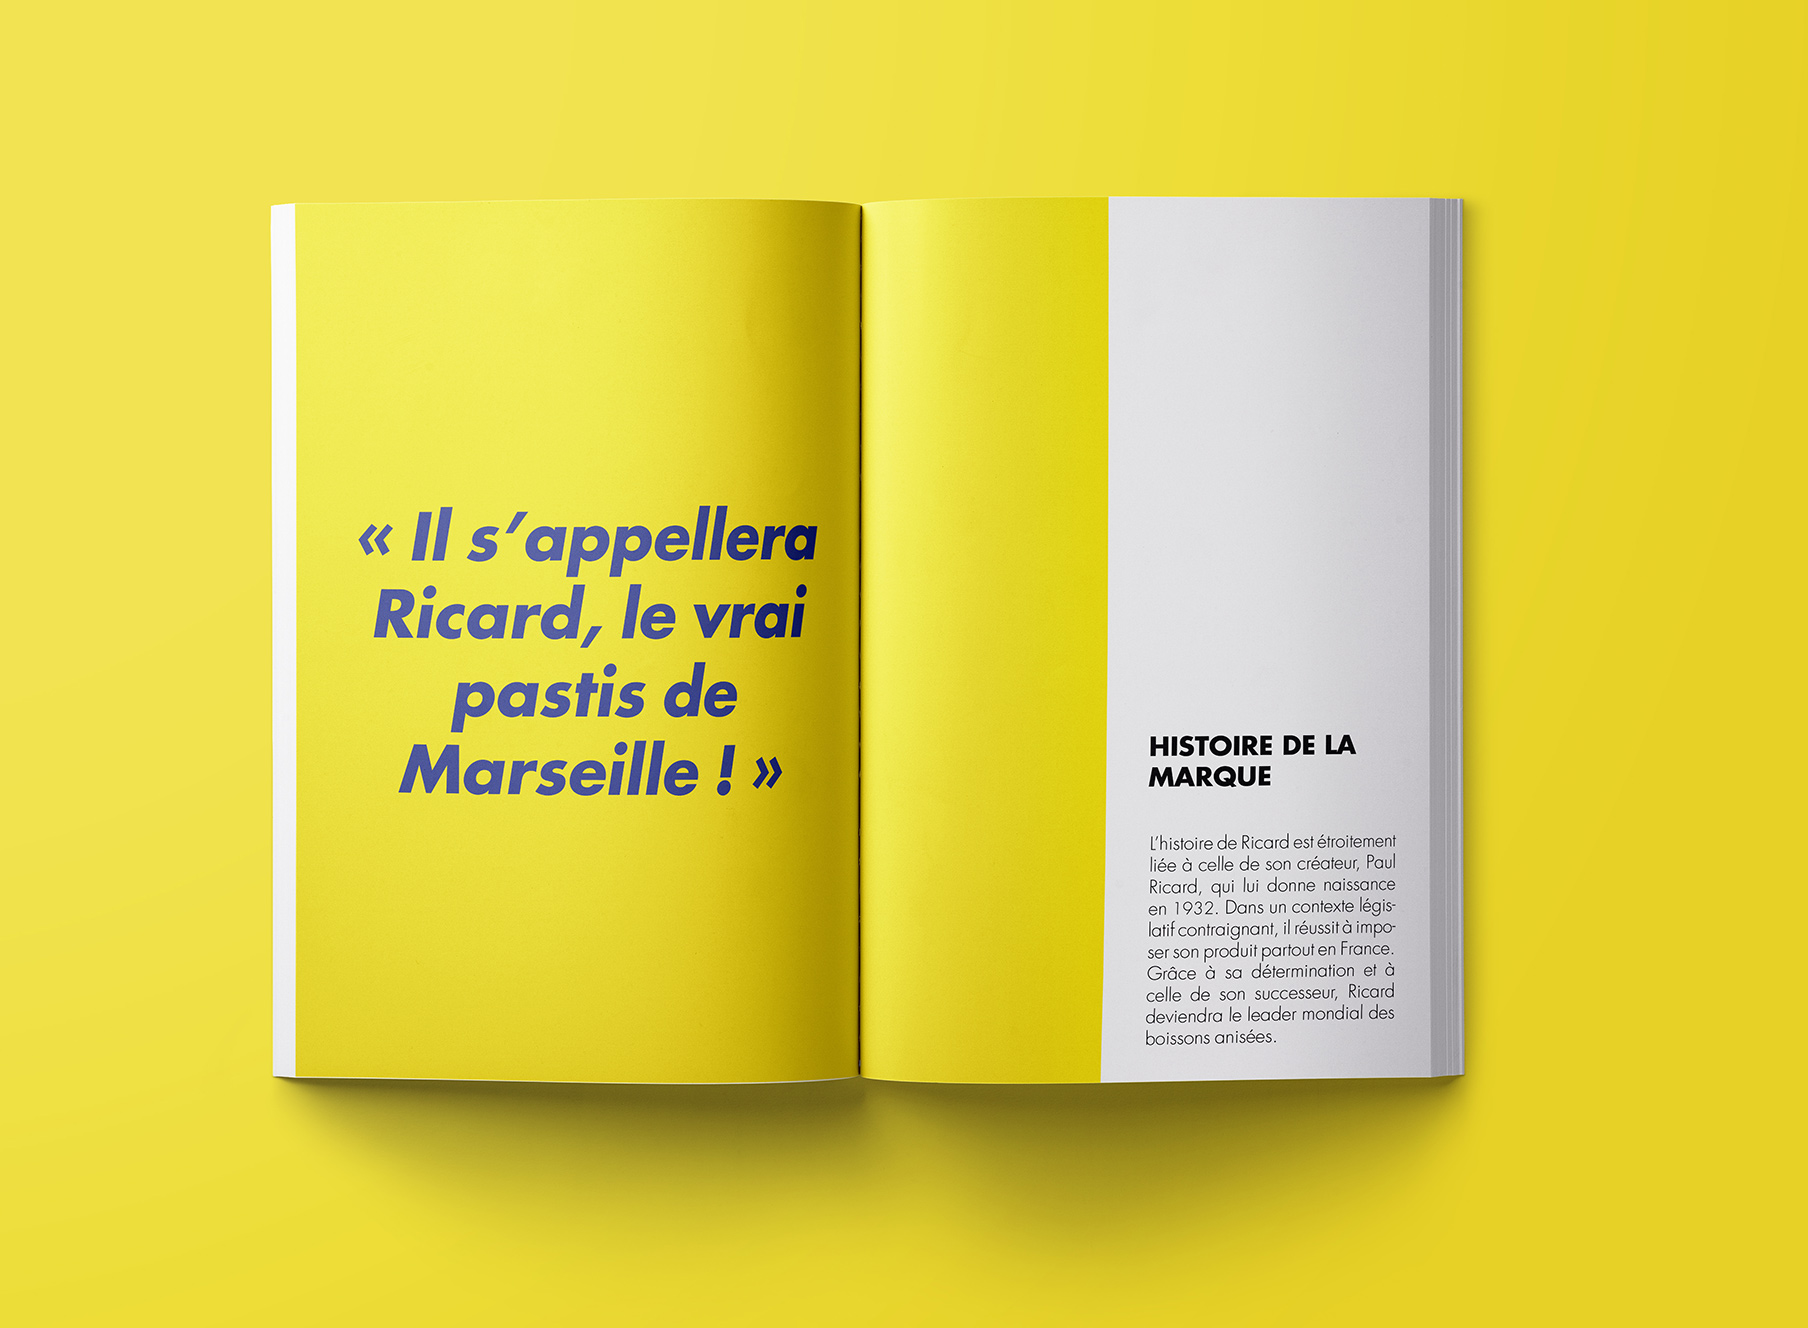 « Il s’appellera
Ricard, le vrai
pastis de
Marseille ! »
HISTOIRE DE LA
MARQUE
L’histoire de Ricard est étroitement
liée à celle de son créateur, Paul
Ricard, qui lui donne naissance
en 1932. Dans un contexte légis-
latif contraignant, il réussit à impo-
ser son produit partout en France.
Grâce à sa détermination et à
celle de son successeur, Ricard
deviendra le leader mondial des
boissons anisées.